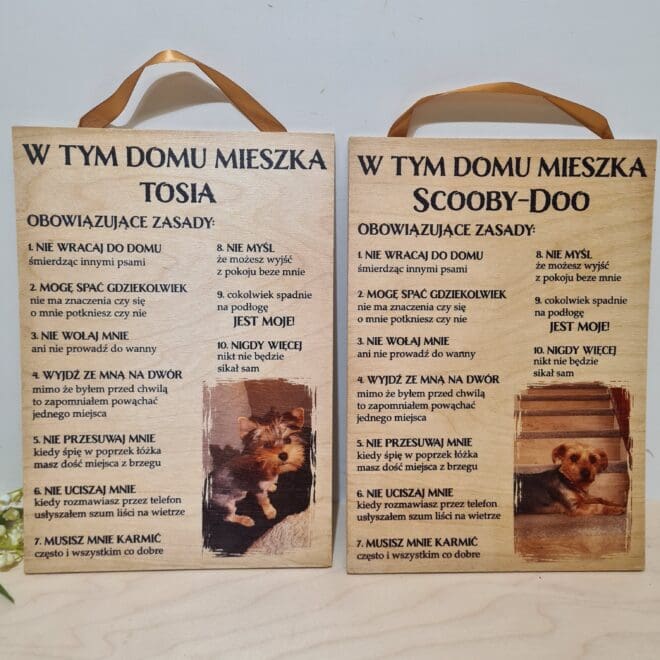 W TYM DOMU MIESZKA
TOSIA
OBOWIĄZUJĄCE ZASADY:
1. NIE WRACAJ DO DOMU
śmierdząc innymi psami
2. MOGĘ SPAĆ GDZIEKOLWIEK
nie ma znaczenia czy się
o mnie potkniesz czy nie
3. NIE WOŁAJ MNIE
ani nie prowadź do wanny
4. WYJDŹ ZE MNĄ NA DWÓR
mimo że byłem przed chwilą
to zapomniałem powąchać
jednego miejsca
5. NIE PRZESUWAJ MNIE
kiedy śpię w poprzek łóżka
masz dość miejsca z brzegu
6. NIE UCISZAJ MNIE
kiedy rozmawiasz przez telefon
usłyszałem szum liści na wietrze
7. MUSISZ MNIE KARMIĆ
często i wszystkim co dobre
8. NIE MYŚL
że możesz wyjść
z pokoju beze mnie
9. cokolwiek spadnie
na podłogę
JEST MOJE!
10. NIGDY WIĘCEJ
nikt nie będzie
sikał sam
W TYM DOMU MIESZKA
SCOOBY-DOO
OBOWIĄZUJĄCE ZASADY:
1. NIE WRACAJ DO DOMU
śmierdząc innymi psami
2. MOGĘ SPAĆ GDZIEKOLWIEK
nie ma znaczenia czy się
o mnie potkniesz czy nie
3. NIE WOŁAJ MNIE
ani nie prowadź do wanny
4. WYJDŹ ZE MNĄ NA DWÓR
mimo że byłem przed chwilą
to zapomniałem powąchać
jednego miejsca
5. NIE PRZESUWAJ MNIE
kiedy śpię w poprzek łóżka
masz dość miejsca z brzegu
6. NIE UCISZAJ MNIE
kiedy rozmawiasz przez telefon
usłyszałem szum liści na wietrze
7. MUSISZ MNIE KARMIĆ
często i wszystkim co dobre
8. NIE MYŚL
że możesz wyjść
z pokoju beze mnie
9. cokolwiek spadnie
na podłogę
JEST MOJE!
10. NIGDY WIĘCEJ
nikt nie będzie
sikał sam